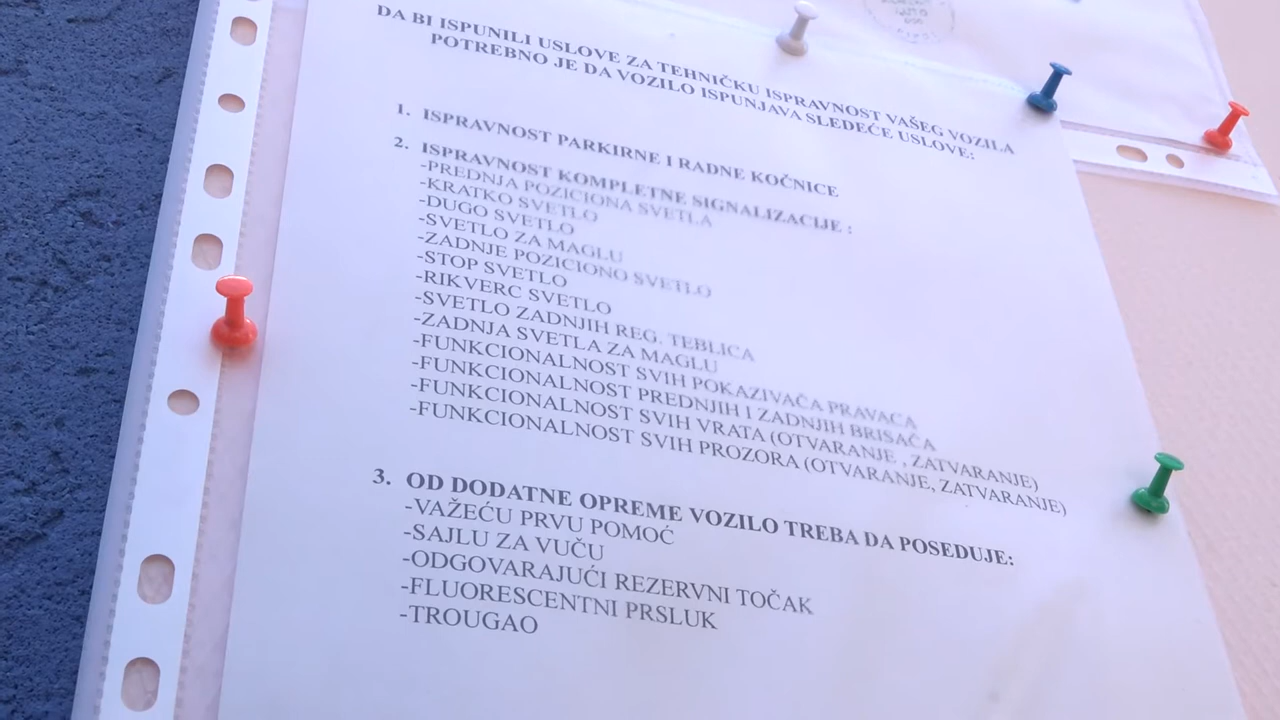 DA BI ISPUNILI USLOVE ZA TEHNIČKU ISPRAVNOST VAŠEG VOZILA
POTREBNO JE DA VOZILO ISPUNJAVA SLEDEĆE USLOVE:
1. ISPRAVNOST PARKIRNE I RADNE KOČNICE
2. ISPRAVNOST KOMPLETNE SIGNALIZACIJE :
-PREDNJA POZICIONA SVETLA
-KRATKO SVETLO
-DUGO SVETLO
-SVETLO ZA MAGLU
-ZADNJE POZICIONO SVETLO
-STOP SVETLO
-RIKVERC SVETLO
-SVETLO ZADNJIH REG. TEBLICA
-ZADNJA SVETLA ZA MAGLU
-FUNKCIONALNOST SVIH POKAZIVAČA PRAVACA
-FUNKCIONALNOST PREDNJIH I ZADNJIH BRISAČA
-FUNKCIONALNOST SVIH VRATA (OTVARANJE , ZATVARANJE)
-FUNKCIONALNOST SVIH PROZORA (OTVARANJE, ZATVARANJE)
3. OD DODATNE OPREME VOZILO TREBA DA POSEDUJE:
-VAŽEĆU PRVU POMOĆ
-SAJLU ZA VUČU
-ODGOVARAJUĆI REZERVNI TOČAK
-FLUORESCENTNI PRSLUK
-TROUGAO